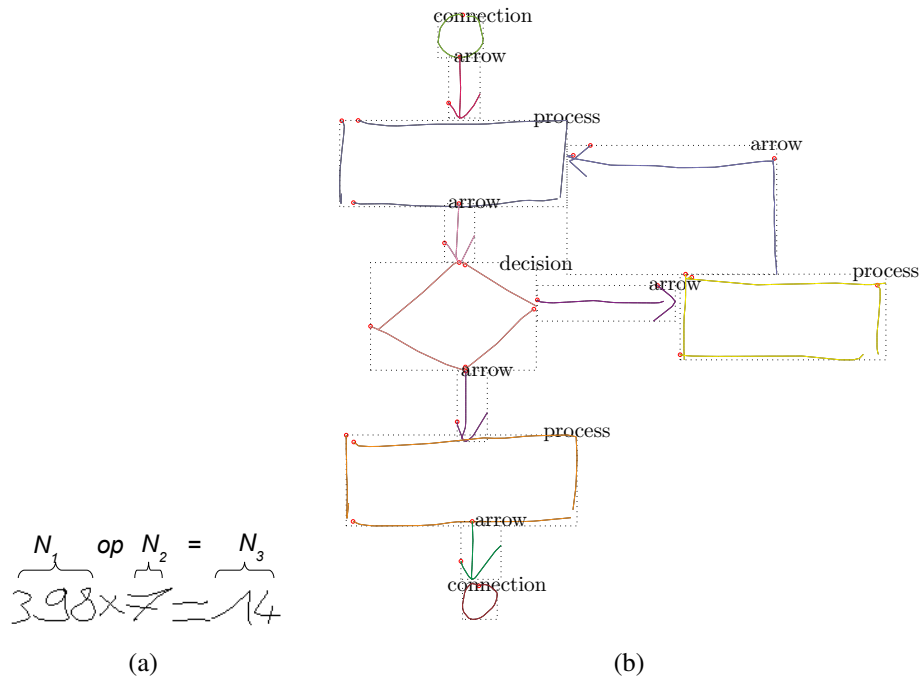 connection
arrow
process
arrow
arrow
decision
process
arrow
arrow
process
arrow
connection
N1 op N2 = N3
398×7=14
(a) (b)